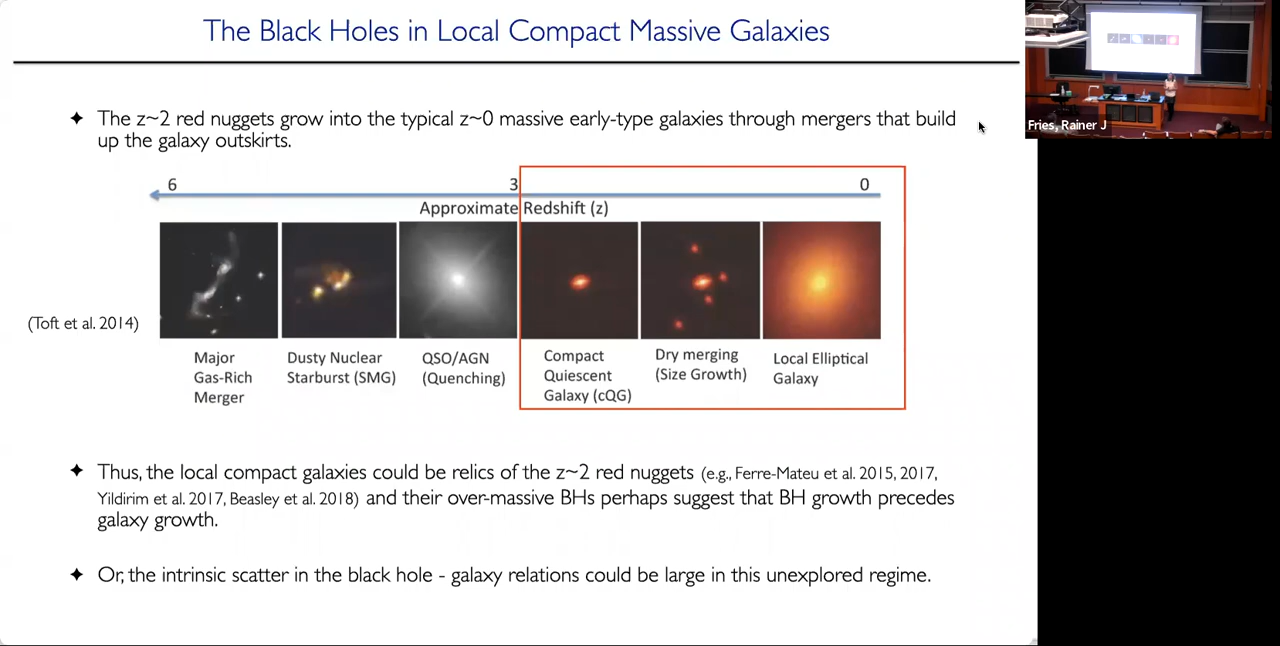 The Black Holes in Local Compact Massive Galaxies
✦ The z~2 red nuggets grow into the typical z~0 massive early-type galaxies through mergers that build
up the galaxy outskirts.
6 3 0
Approximate Redshift (z)
(Toft et al. 2014)
Major
Gas-Rich
Merger
Dusty Nuclear
Starburst (SMG)
QSO/AGN
(Quenching)
Compact
Quiescent
Galaxy (cQG)
Dry merging
(Size Growth)
Local Elliptical
Galaxy
✦ Thus, the local compact galaxies could be relics of the z~2 red nuggets (e.g., Ferre-Mateu et al. 2015, 2017,
Yildirim et al. 2017, Beasley et al. 2018) and their over-massive BHs perhaps suggest that BH growth precedes
galaxy growth.
✦ Or, the intrinsic scatter in the black hole - galaxy relations could be large in this unexplored regime.
Fries, Rainer J